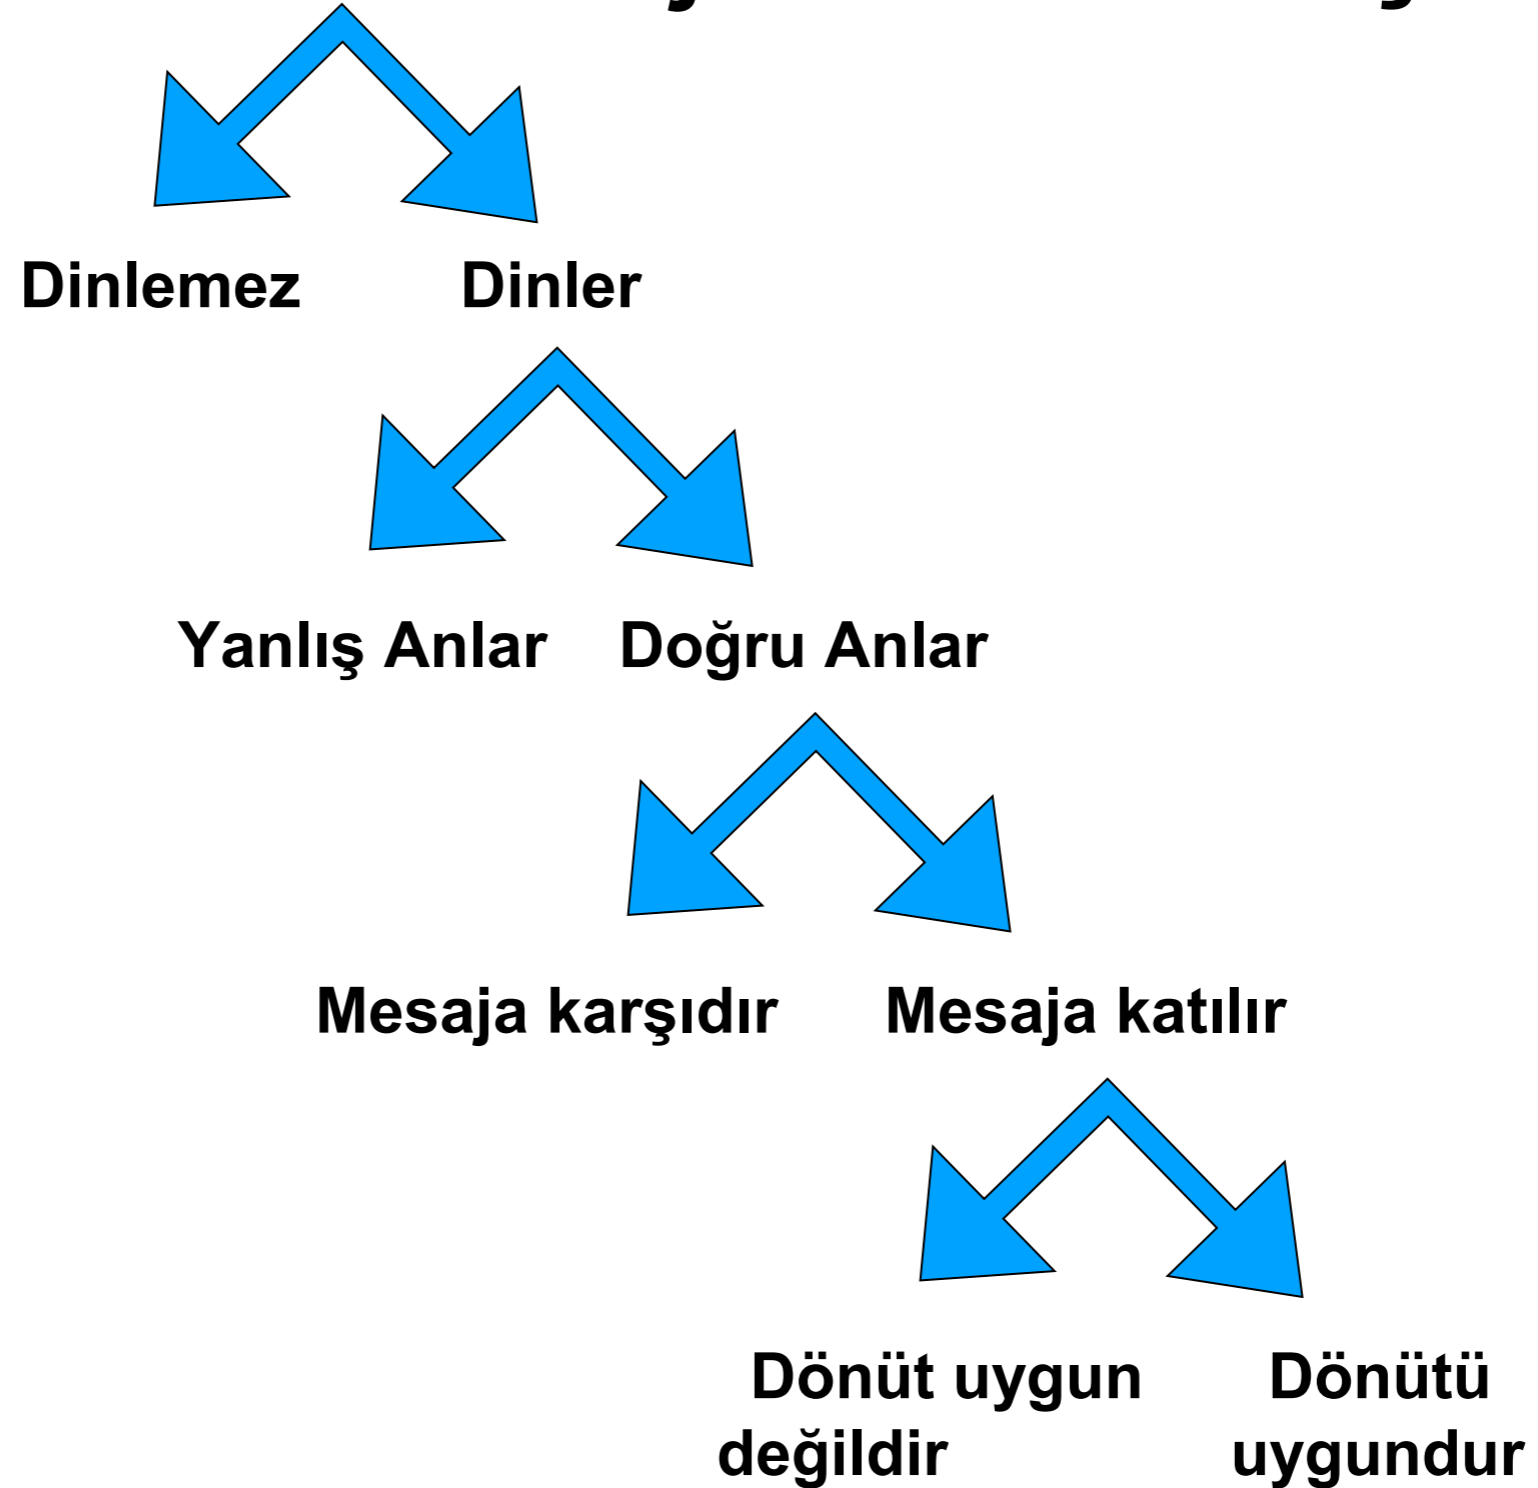 Dinlemez Dinler
Yanlış Anlar Doğru Anlar
Mesaja karşıdır Mesaja katılır
Dönüt uygun Dönütü
değildir uygundur